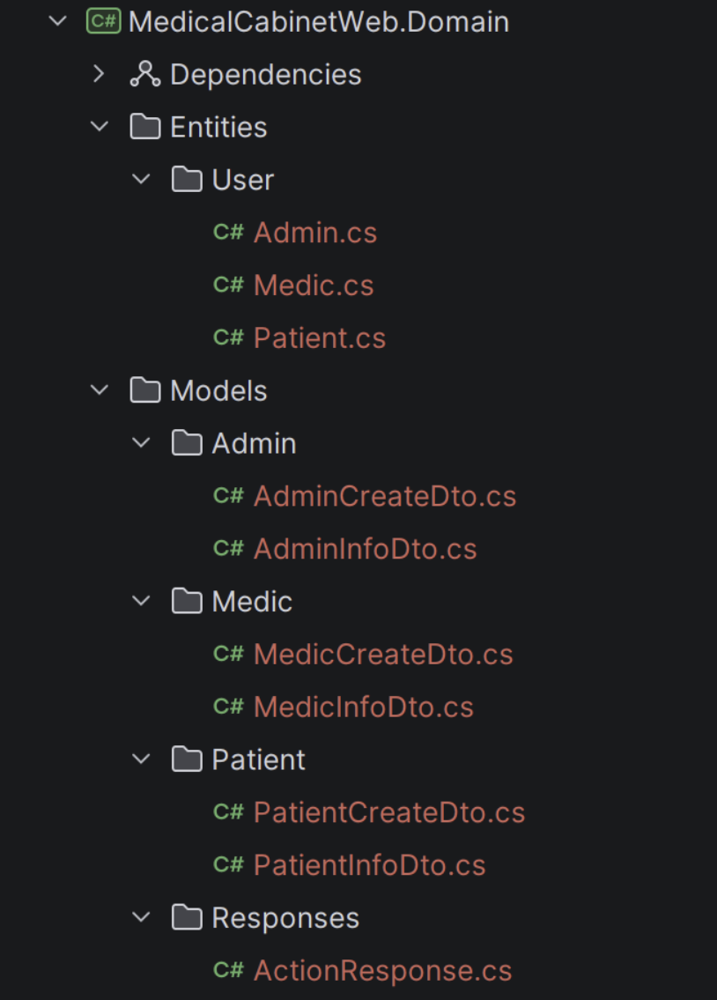 C# MedicalCabinetWeb.Domain
Dependencies
Entities
User
C# Admin.cs
C# Medic.cs
C# Patient.cs
Models
Admin
C# AdminCreateDto.cs
C# AdminInfoDto.cs
Medic
C# MedicCreateDto.cs
C# MedicInfoDto.cs
Patient
C# PatientCreateDto.cs
C# PatientInfoDto.cs
Responses
C# ActionResponse.cs